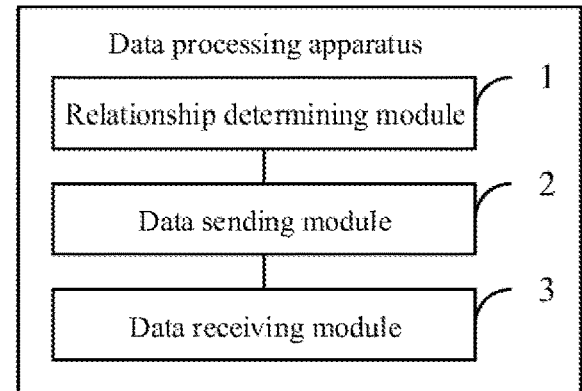 Data processing apparatus
1
Relationship determining module
2
Data sending module
3
Data receiving module